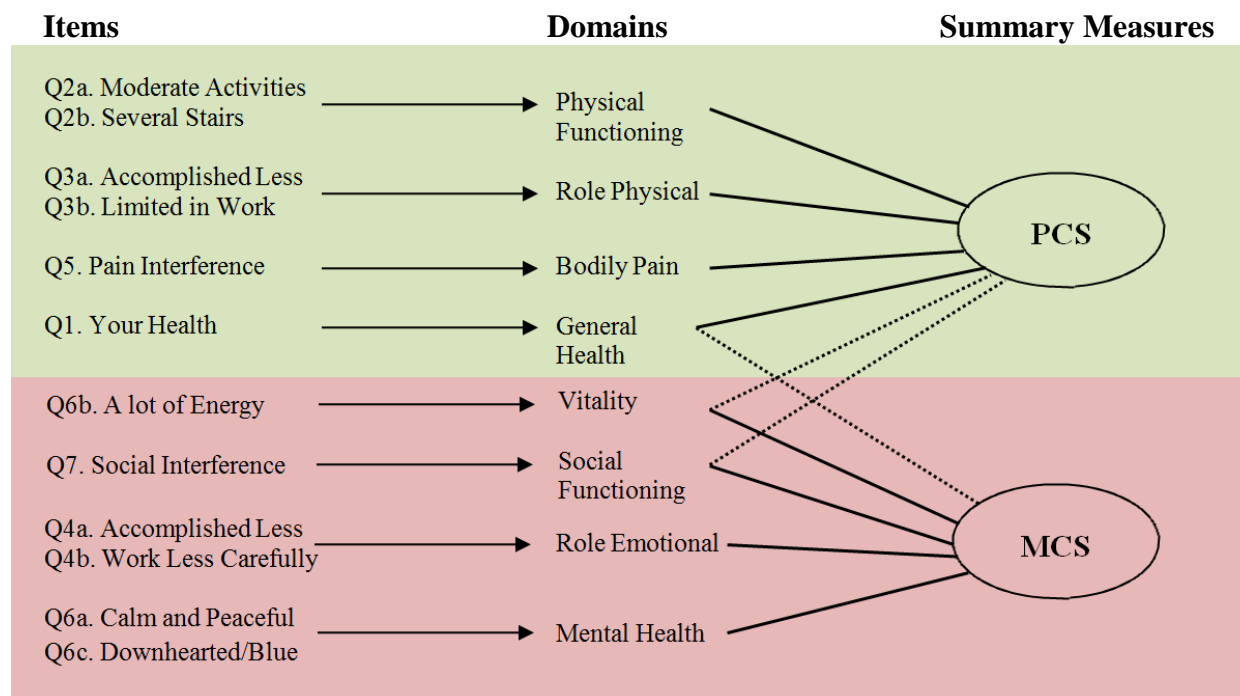 Items Domains Summary Measures
Q2a. Moderate Activities
Q2b. Several Stairs
Physical
Functioning
Q3a. Accomplished Less
Q3b. Limited in Work
Role Physical
PCS
Q5. Pain Interference
Bodily Pain
Q1. Your Health
General
Health
Q6b. A lot of Energy
Vitality
Q7. Social Interference
Social
Functioning
Q4a. Accomplished Less
Q4b. Work Less Carefully
Role Emotional
MCS
Q6a. Calm and Peaceful
Q6c. Downhearted/Blue
Mental Health